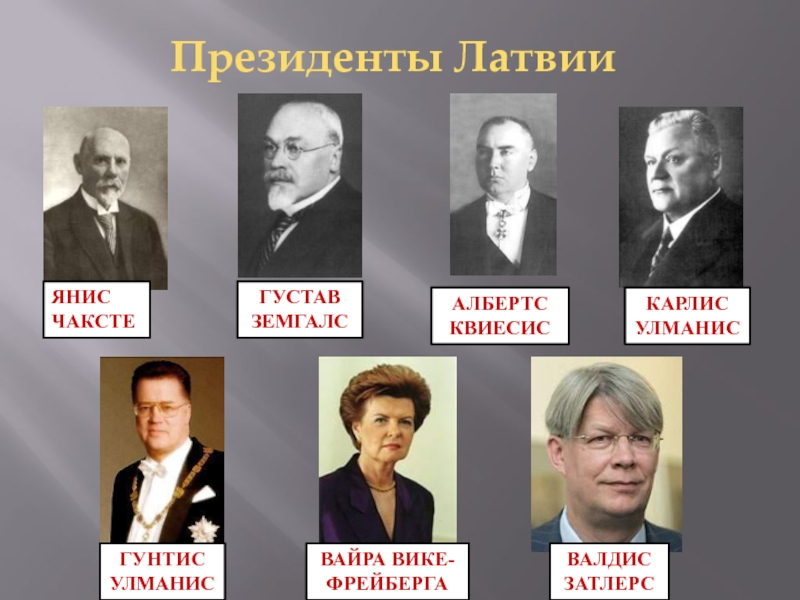 Президенты Латвии
ЯНИС
ЧАКСТЕ
ГУСТАВ
ЗЕМГАЛС
АЛБЕРТС
КВИЕСИС
КАРЛИС
УЛМАНИС
ГУНТИС
УЛМАНИС
ВАЙРА ВИКЕ-
ФРЕЙБЕРГА
ВАЛДИС
ЗАТЛЕРС